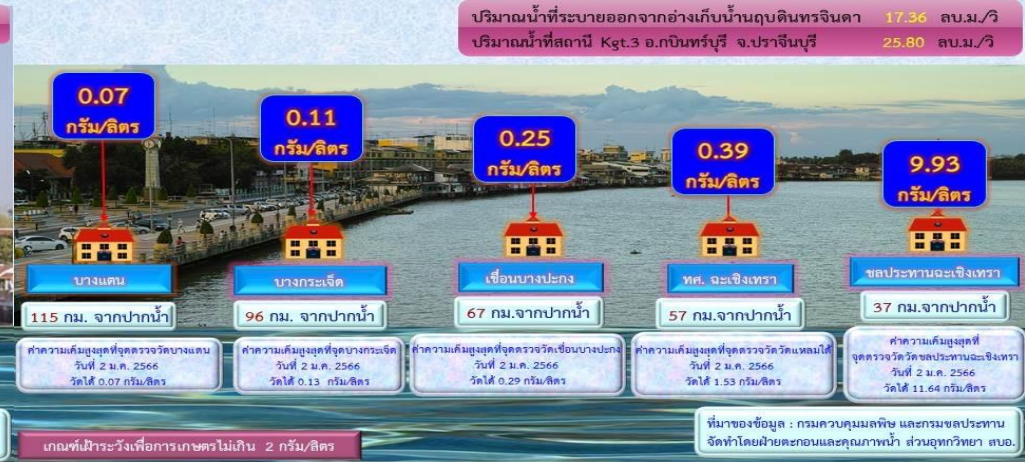 ปริมาณน้ำที่ระบายออกจากอ่างเก็บน้ำนฤบดินทรจินดา 17.36 ลบ.ม./วิ
ปริมาณน้ำที่สถานี Kgt.3 อ.กบินทร์บุรี จ.ปราจีนบุรี 25.80 ลบ.ม./วิ
0.07
กรัม/ลิตร
0.11
กรัม/ลิตร
0.25
กรัม/ลิตร
0.39
กรัม/ลิตร
9.93
กรัม/ลิตร
บางแตน
บางกระเจ็ด
เขื่อนบางปะกง
ทศ. ฉะเชิงเทรา
ชลประทานฉะเชิงเทรา
115 กม. จากปากน้ำ
96 กม. จากปากน้ำ
67 กม.จากปากน้ำ
57 กม.จากปากน้ำ
37 กม.จากปากน้ำ
ค่าความเค็มสูงสุดที่จุดตรวจวัดบางแตน
วันที่ 2 ม.ค. 2566
วัดได้ 0.07 กรัม/ลิตร
ค่าความเค็มสูงสุดที่จุดบางกระเจ็ด
วันที่ 2 ม.ค. 2566
วัดได้ 0.13 กรัม/ลิตร
ค่าความเค็มสูงสุดที่จุดตรวจวัดเขื่อนบางปะกง
วันที่ 2 ม.ค. 2566
วัดได้ 0.29 กรัม/ลิตร
ค่าความเค็มสูงสุดที่จุดตรวจวัดวัดแหลมใต้
วันที่ 2 ม.ค. 2566
วัดได้ 1.53 กรัม/ลิตร
ค่าความเค็มสูงสุดที่
จุดตรวจวัดวัดชลประทานฉะเชิงเทรา
วันที่ 2 ม.ค. 2566
วัดได้ 11.64 กรัม/ลิตร
เกณฑ์เฝ้าระวังเพื่อการเกษตรไม่เกิน 2 กรัม/ลิตร
ที่มาของข้อมูล : กรมควบคุมมลพิษ และกรมชลประทาน
จัดทำโดยฝ่ายตะกอนและคุณภาพน้ำ ส่วนอุทกวิทยา สบอ.